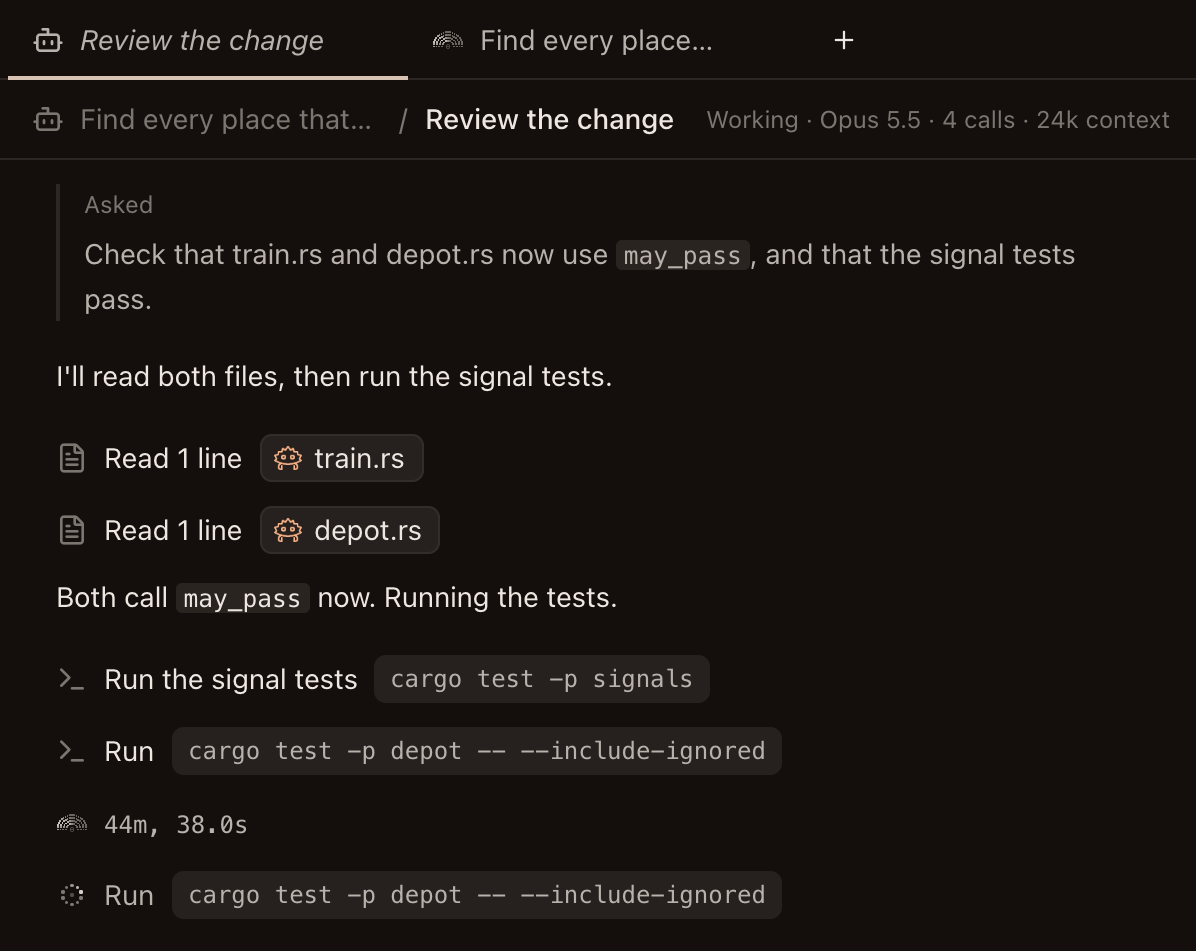 Review the change
Find every place...
+
Find every place that... / Review the change Working · Opus 5.5 · 4 calls · 24k context
Asked
Check that train.rs and depot.rs now use may_pass, and that the signal tests
pass.
I'll read both files, then run the signal tests.
Read 1 line train.rs
Read 1 line depot.rs
Both call may_pass now. Running the tests.
Run the signal tests cargo test -p signals
Run cargo test -p depot -- --include-ignored
44m, 38.0s
Run cargo test -p depot -- --include-ignored